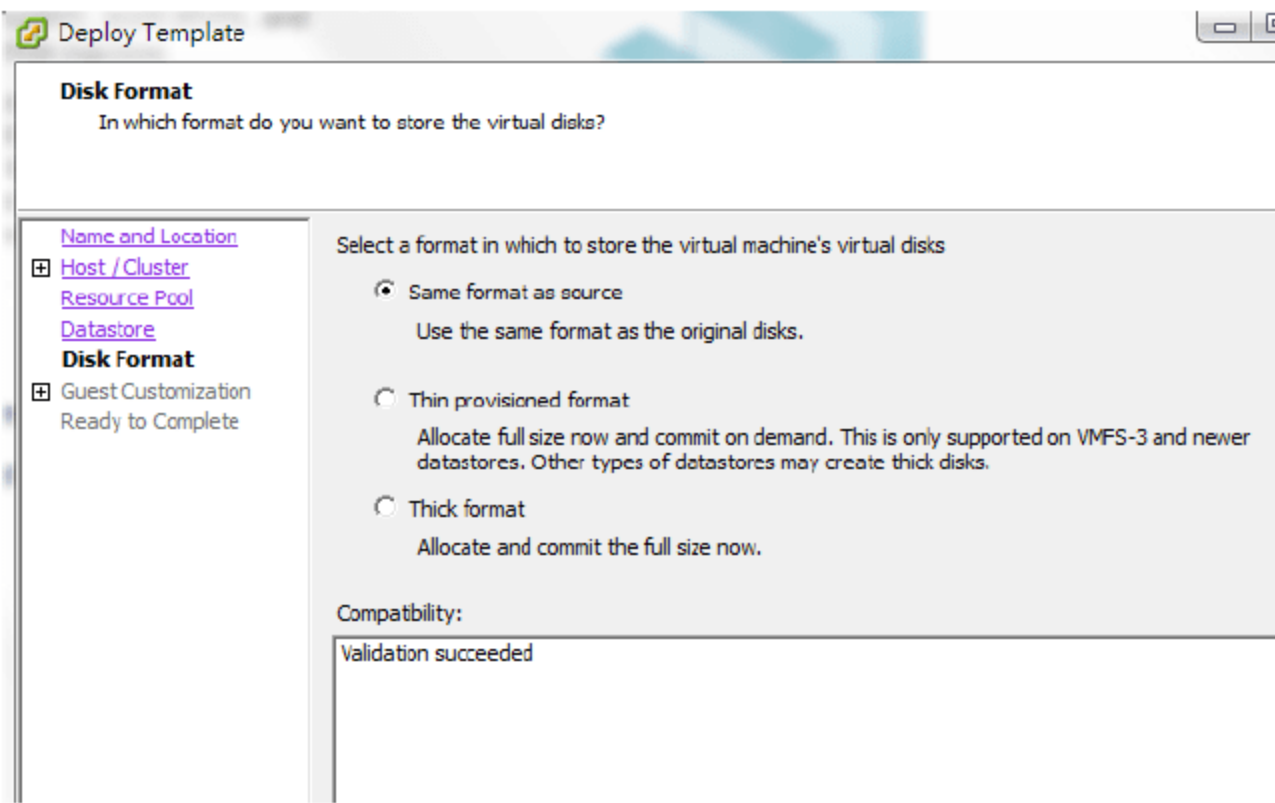 Deploy Template
Disk Format
In which format do you want to store the virtual disks?
Name and Location
Host / Cluster
Resource Pool
Datastore
Disk Format
Guest Customization
Ready to Complete
Select a format in which to store the virtual machine's virtual disks
Same format as source
Use the same format as the original disks.
Thin provisioned format
Allocate full size now and commit on demand. This is only supported on VMFS-3 and newer
datastores. Other types of datastores may create thick disks.
Thick format
Allocate and commit the full size now.
Compatibility:
Validation succeeded